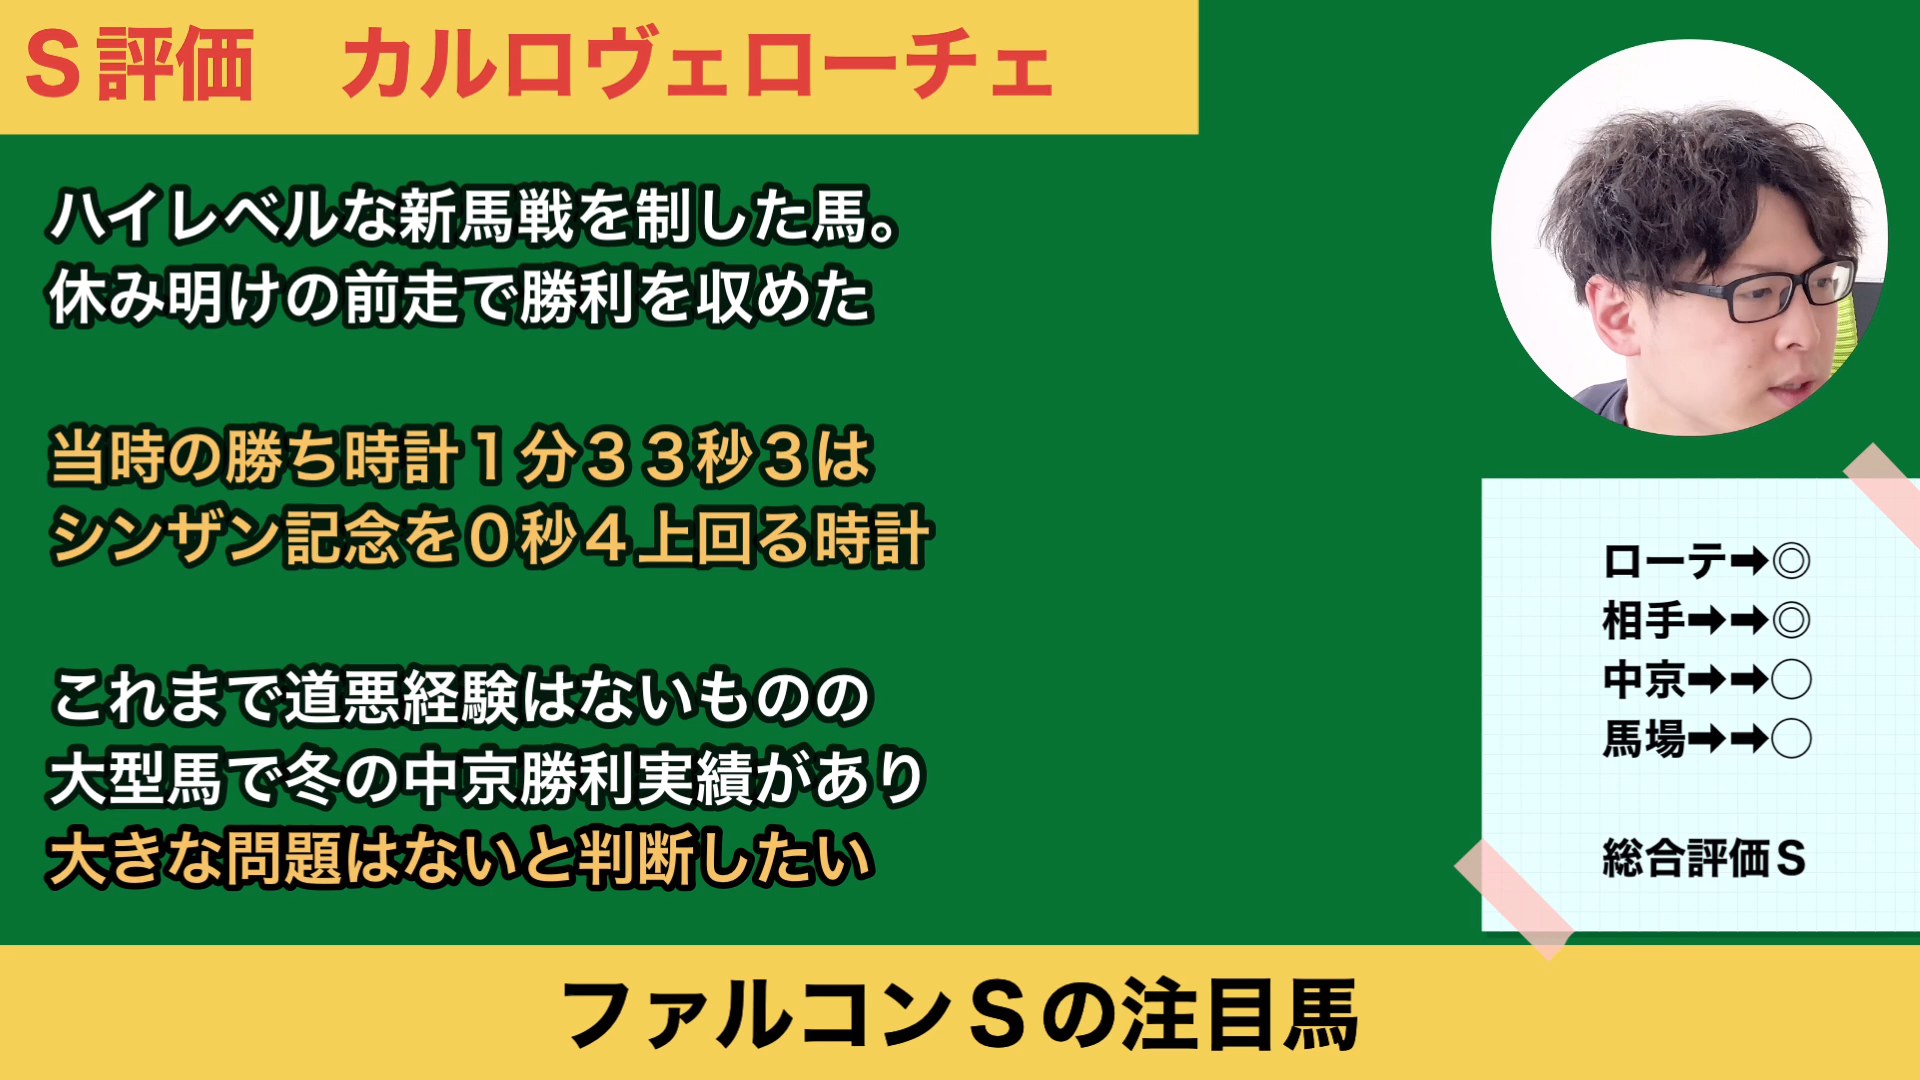 Ｓ評価　カルロヴェローチェ
ハイレベルな新馬戦を制した馬。
休み明けの前走で勝利を収めた
当時の勝ち時計１分３３秒３は
シンザン記念を０秒４上回る時計
これまで道悪経験はないものの
大型馬で冬の中京勝利実績があり
大きな問題はないと判断したい
ローテ➡◎
相手➡➡◎
中京➡➡◯
馬場➡➡◯
総合評価Ｓ
ファルコンＳの注目馬